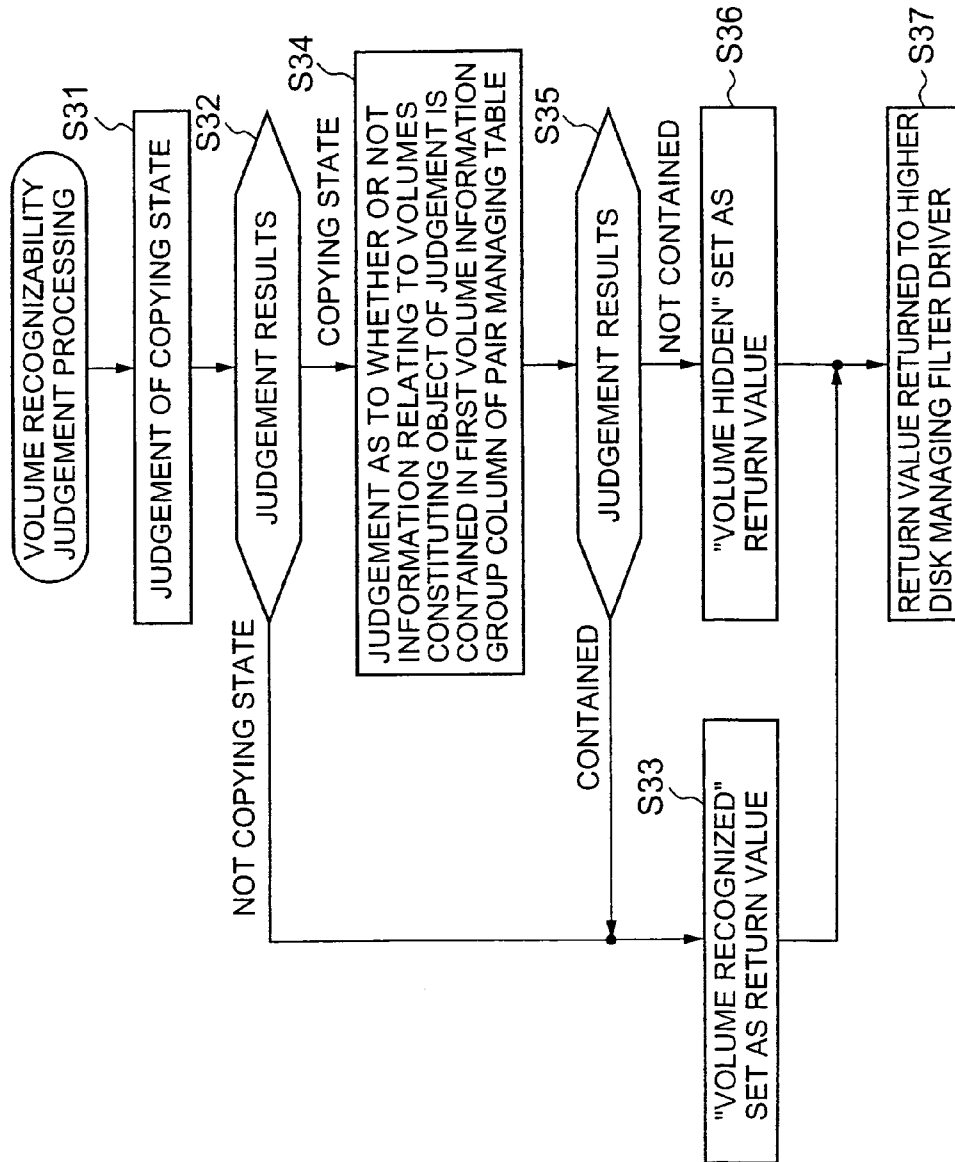 VOLUME RECOGNIZABILITY
JUDGEMENT PROCESSING
S31
JUDGEMENT OF COPYING STATE
S32
JUDGEMENT RESULTS
NOT COPYING STATE
COPYING STATE
S34
JUDGEMENT AS TO WHETHER OR NOT
INFORMATION RELATING TO VOLUMES
CONSTITUTING OBJECT OF JUDGEMENT IS
CONTAINED IN FIRST VOLUME INFORMATION
GROUP COLUMN OF PAIR MANAGING TABLE
S35
JUDGEMENT RESULTS
CONTAINED
NOT CONTAINED
S33
"VOLUME RECOGNIZED"
SET AS RETURN VALUE
S36
"VOLUME HIDDEN" SET AS
RETURN VALUE
S37
RETURN VALUE RETURNED TO HIGHER
DISK MANAGING FILTER DRIVER